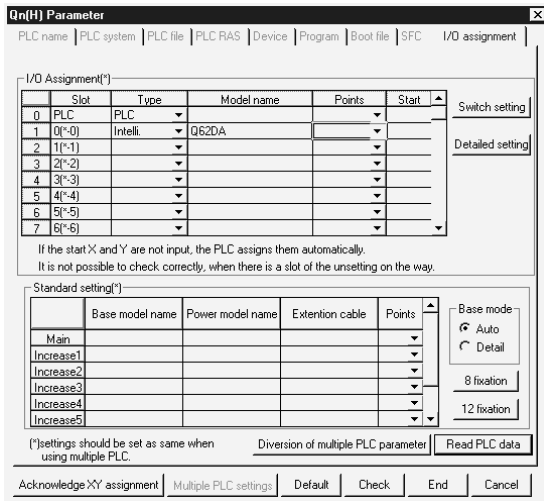 Qn(H) Parameter
PLC name PLC system PLC file PLC RAS Device Program Boot file SFC I/O assignment
I/O Assignment(*)
Slot Type Model name Points Start
0 PLC PLC
1 0(*-0) Intelli. Q62DA
2 1(*-1)
3 2(*-2)
4 3(*-3)
5 4(*-4)
6 5(*-5)
7 6(*-6)
Switch setting
Detailed setting
If the start X and Y are not input, the PLC assigns them automatically.
It is not possible to check correctly, when there is a slot of the unsetting on the way.
Standard setting(*)
Base model name Power model name Extention cable Points
Main
Increase1
Increase2
Increase3
Increase4
Increase5
Base mode
Auto
Detail
8 fixation
12 fixation
(*)settings should be set as same when
using multiple PLC.
Diversion of multiple PLC parameter Read PLC data
Acknowledge XY assignment Multiple PLC settings Default Check End Cancel